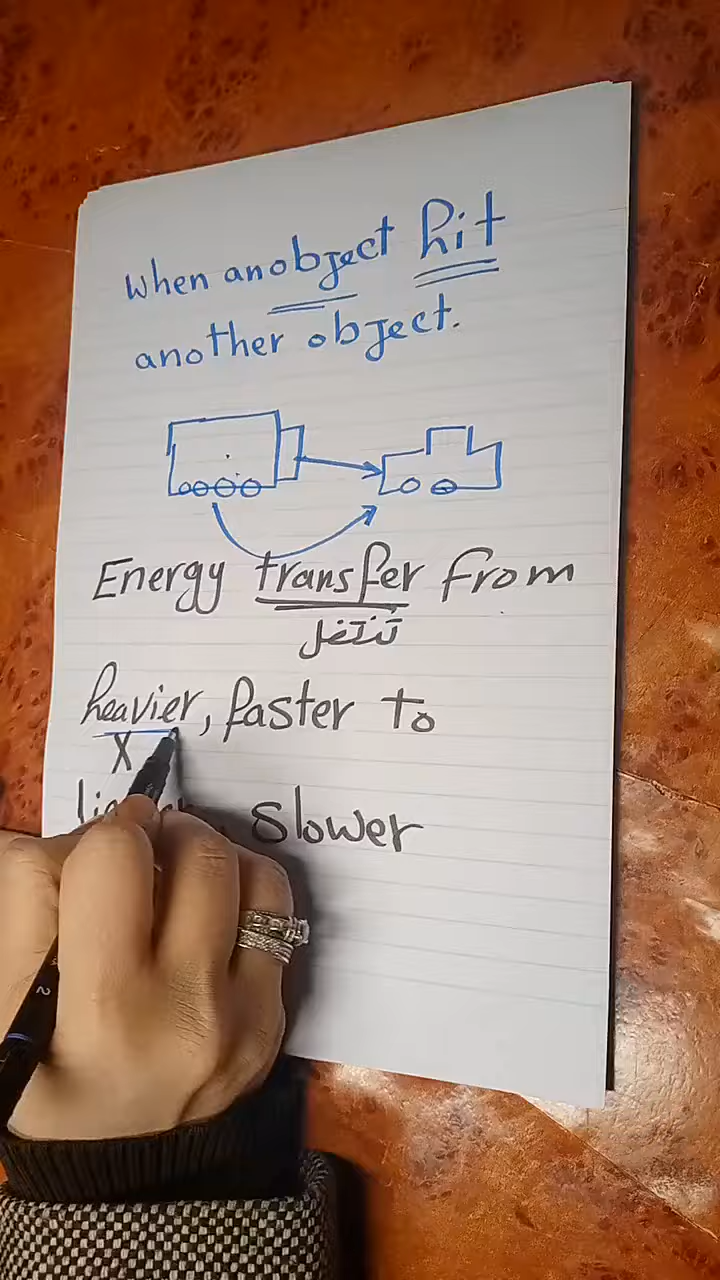 When an object hit
another object.
Energy transfer from
تنتقل
heavier, faster to
X
slower